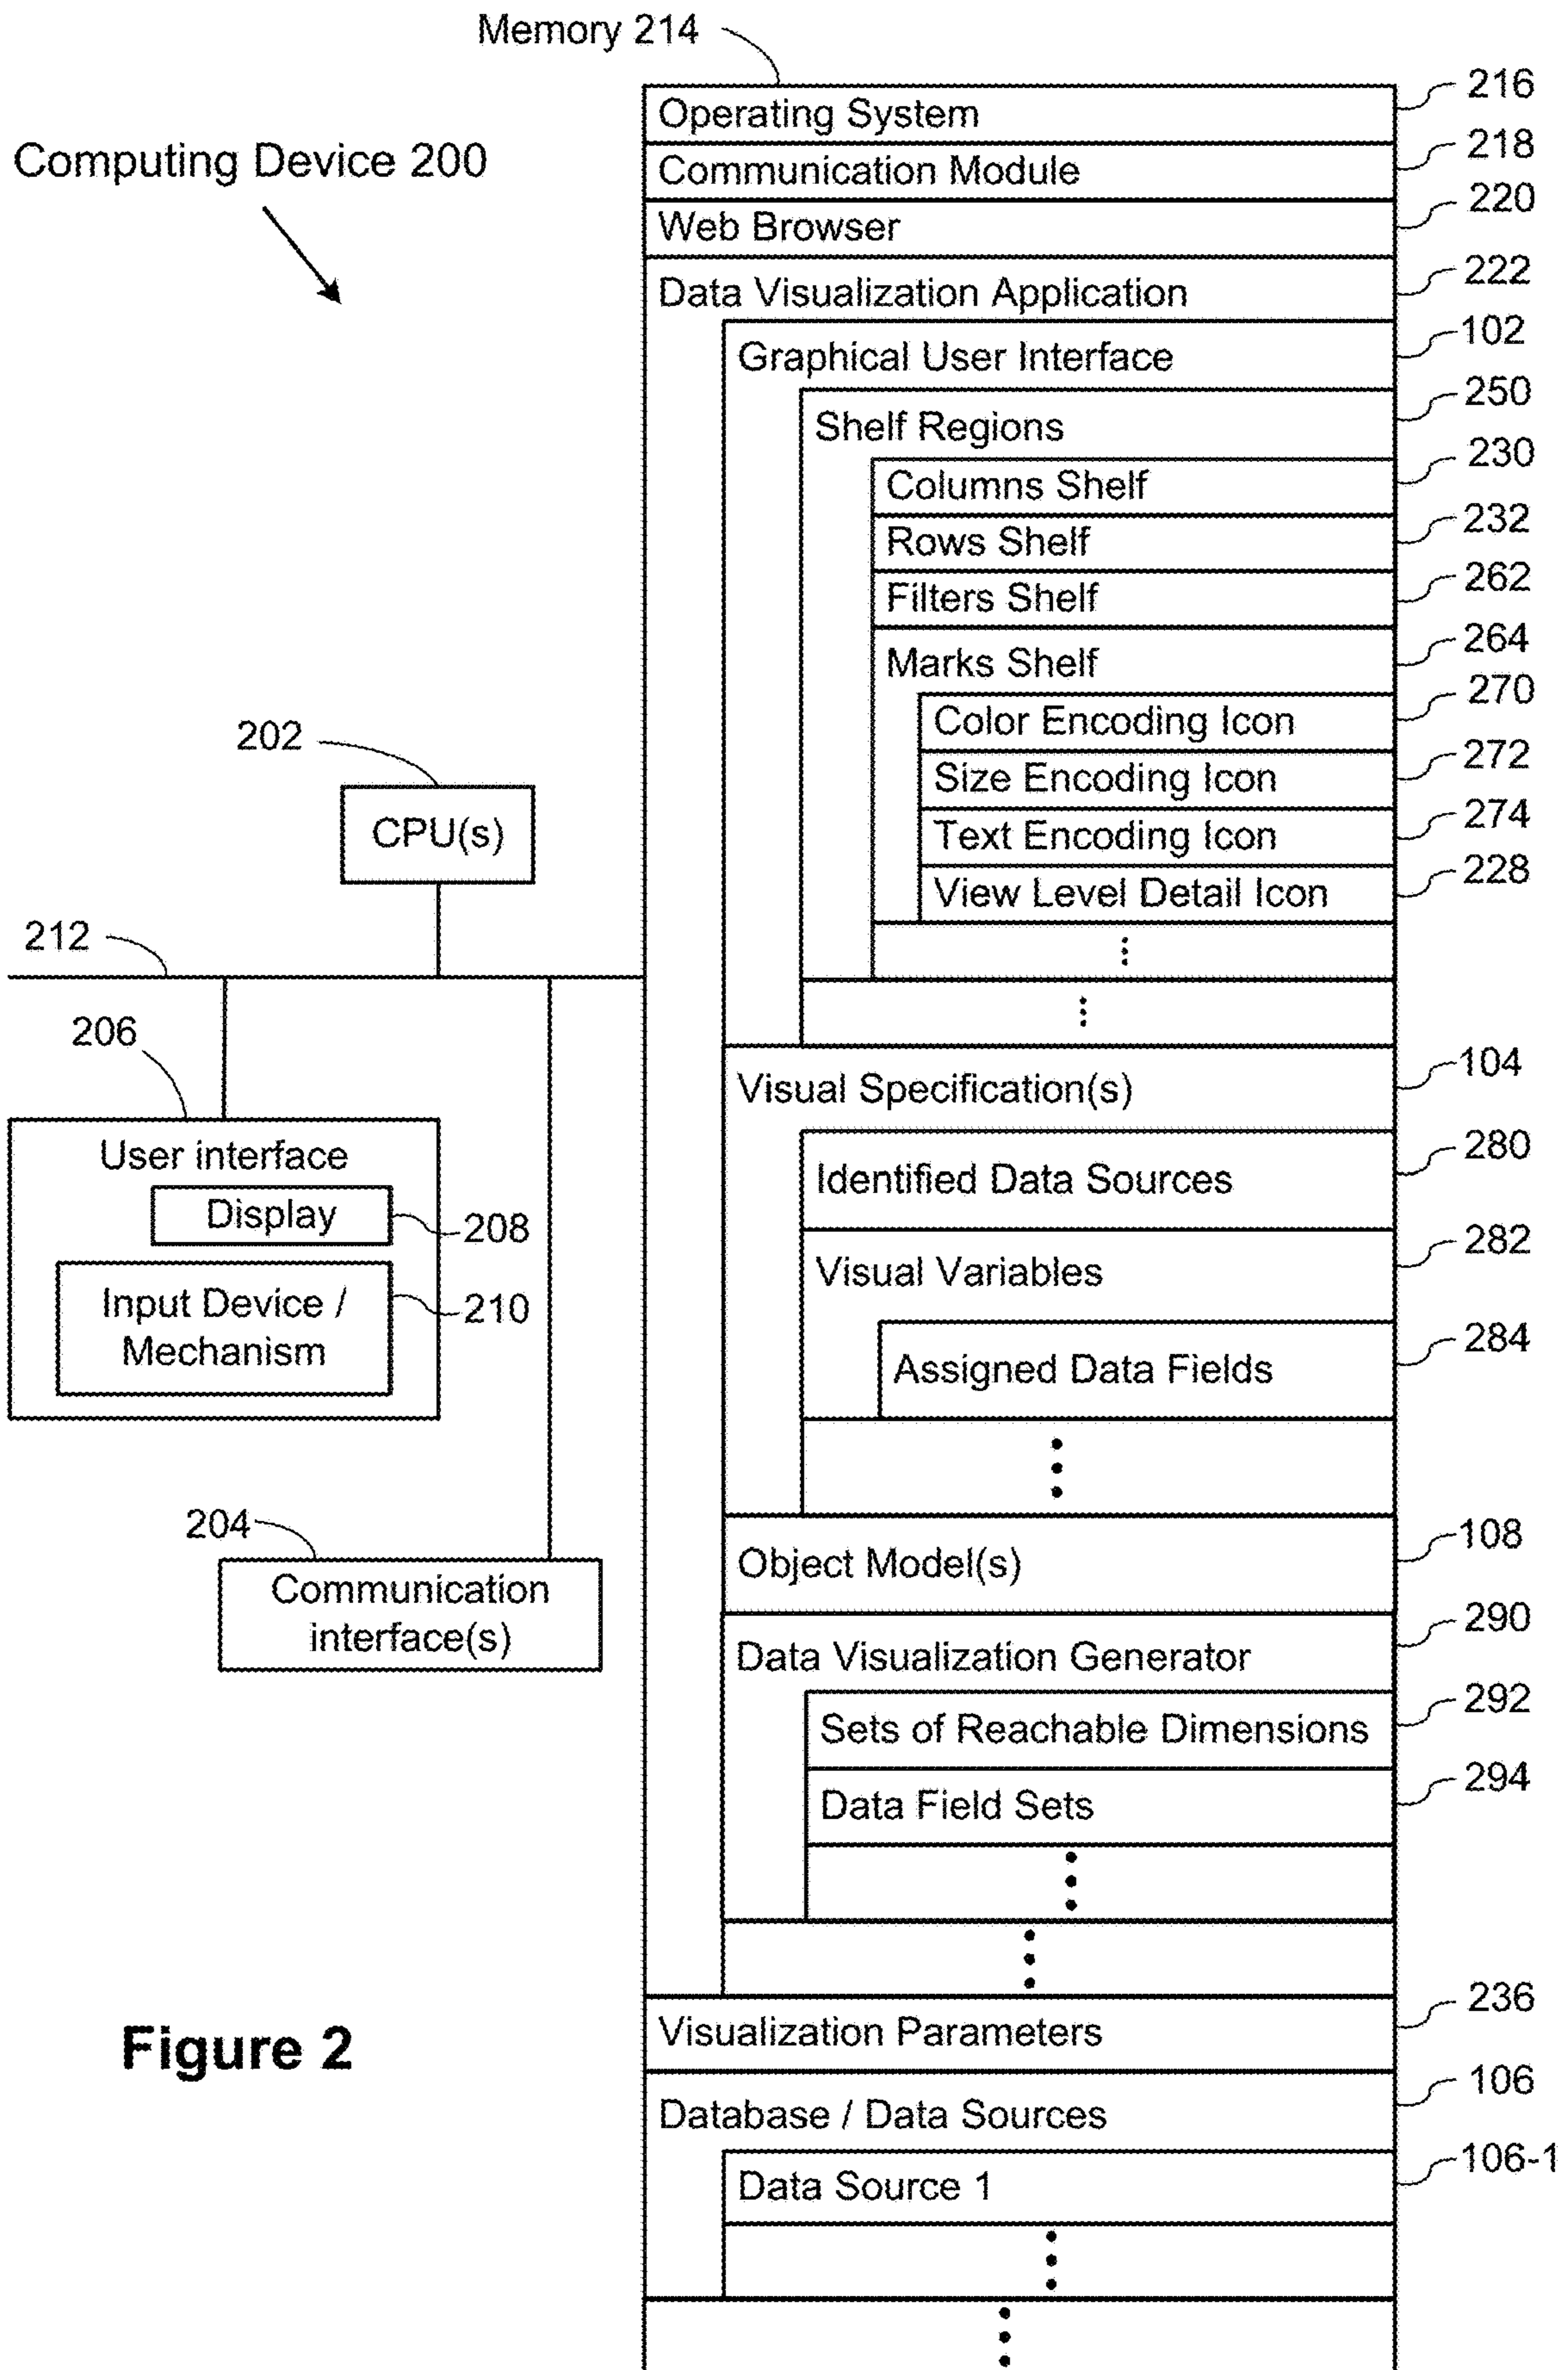 Memory 214
Computing Device 200
Operating System 216
Communication Module 218
Web Browser 220
Data Visualization Application 222
Graphical User Interface 102
Shelf Regions 250
Columns Shelf 230
Rows Shelf 232
Filters Shelf 262
Marks Shelf 264
Color Encoding Icon 270
Size Encoding Icon 272
Text Encoding Icon 274
View Level Detail Icon 228
Visual Specification(s) 104
Identified Data Sources 280
Visual Variables 282
Assigned Data Fields 284
Object Model(s) 108
Data Visualization Generator 290
Sets of Reachable Dimensions 292
Data Field Sets 294
Visualization Parameters 236
Database / Data Sources 106
Data Source 1 106-1
202
CPU(s)
212
206
User interface
Display 208
Input Device / 210
Mechanism
204
Communication
interface(s)
Figure 2